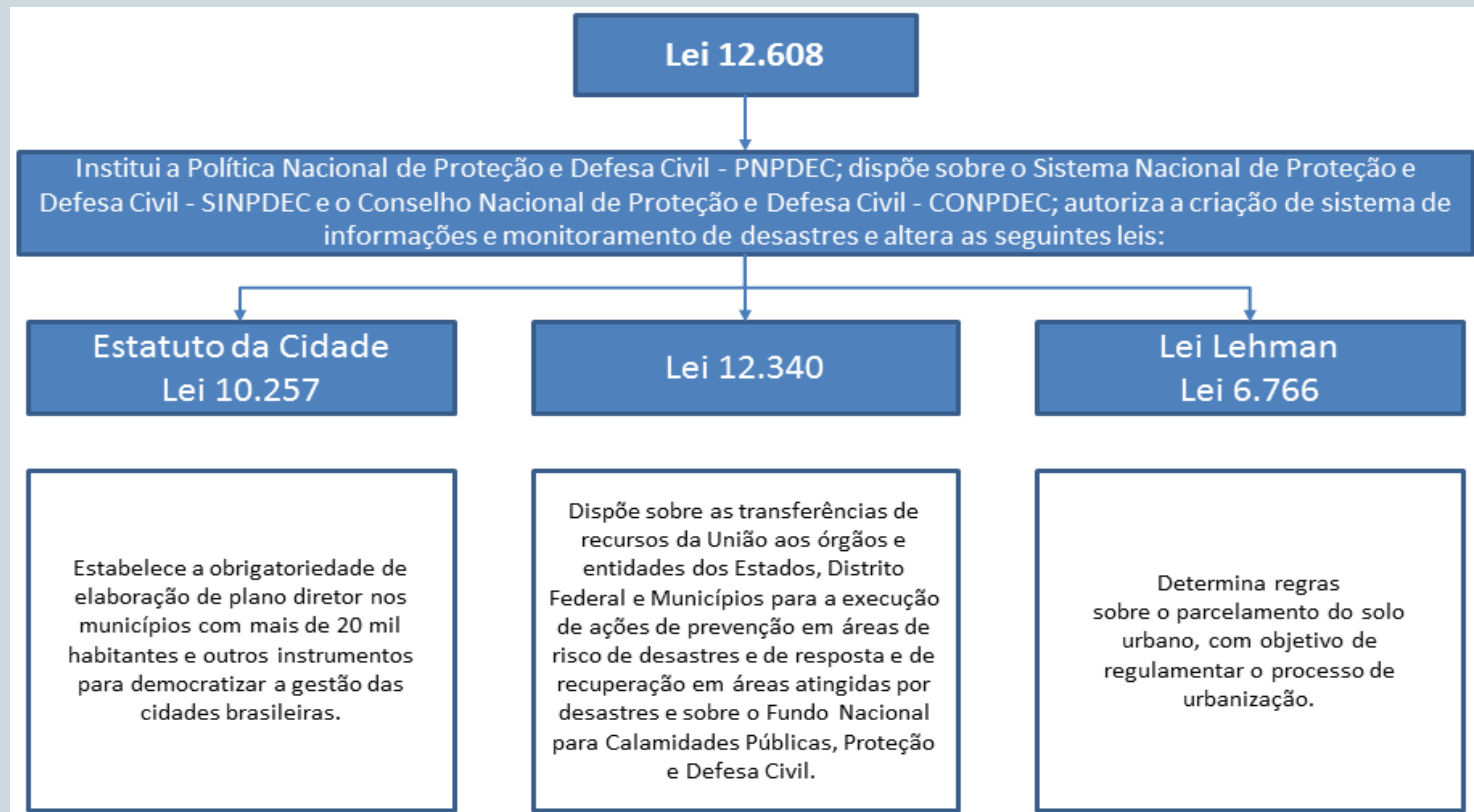 Lei 12.608
Institui a Política Nacional de Proteção e Defesa Civil - PNPDEC; dispõe sobre o Sistema Nacional de Proteção e
Defesa Civil - SINPDEC e o Conselho Nacional de Proteção e Defesa Civil - CONPDEC; autoriza a criação de sistema de
informações e monitoramento de desastres e altera as seguintes leis:
Estatuto da Cidade
Lei 10.257
Lei 12.340
Lei Lehman
Lei 6.766
Estabelece a obrigatoriedade de
elaboração de plano diretor nos
municípios com mais de 20 mil
habitantes e outros instrumentos
para democratizar a gestão das
cidades brasileiras.
Dispõe sobre as transferências de
recursos da União aos órgãos e
entidades dos Estados, Distrito
Federal e Municípios para a execução
de ações de prevenção em áreas de
risco de desastres e de resposta e de
recuperação em áreas atingidas por
desastres e sobre o Fundo Nacional
para Calamidades Públicas, Proteção
e Defesa Civil.
Determina regras
sobre o parcelamento do solo
urbano, com objetivo de
regulamentar o processo de
urbanização.